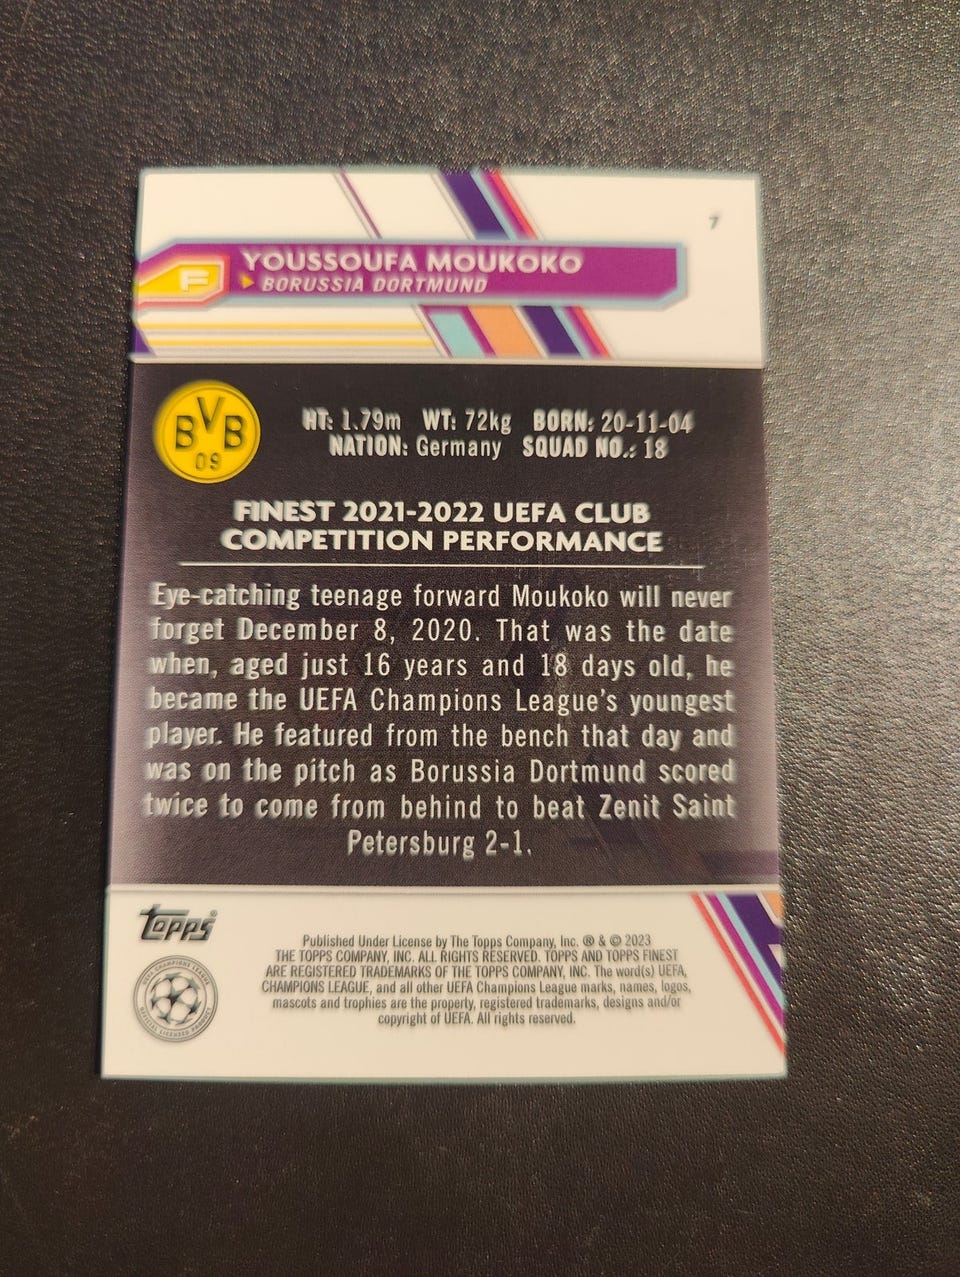 7
YOUSSOUFA MOUKOKO
F
BORUSSIA DORTMUND
BVB
09
HT: 1.79m WT: 72kg BORN: 20-11-04
NATION: Germany SQUAD NO.: 18
FINEST 2021-2022 UEFA CLUB
COMPETITION PERFORMANCE
Eye-catching teenage forward Moukoko will never
forget December 8, 2020. That was the date
when, aged just 16 years and 18 days old, he
became the UEFA Champions League's youngest
player. He featured from the bench that day and
was on the pitch as Borussia Dortmund scored
twice to come from behind to beat Zenit Saint
Petersburg 2-1.
Topps®
Published Under License by The Topps Company, Inc. ® & © 2023
THE TOPPS COMPANY, INC. ALL RIGHTS RESERVED. TOPPS AND TOPPS FINEST
ARE REGISTERED TRADEMARKS OF THE TOPPS COMPANY, INC. The word(s) UEFA,
CHAMPIONS LEAGUE, and all other UEFA Champions League marks, names, logos,
mascots and trophies are the property, registered trademarks, designs and/or
copyright of UEFA. All rights reserved.